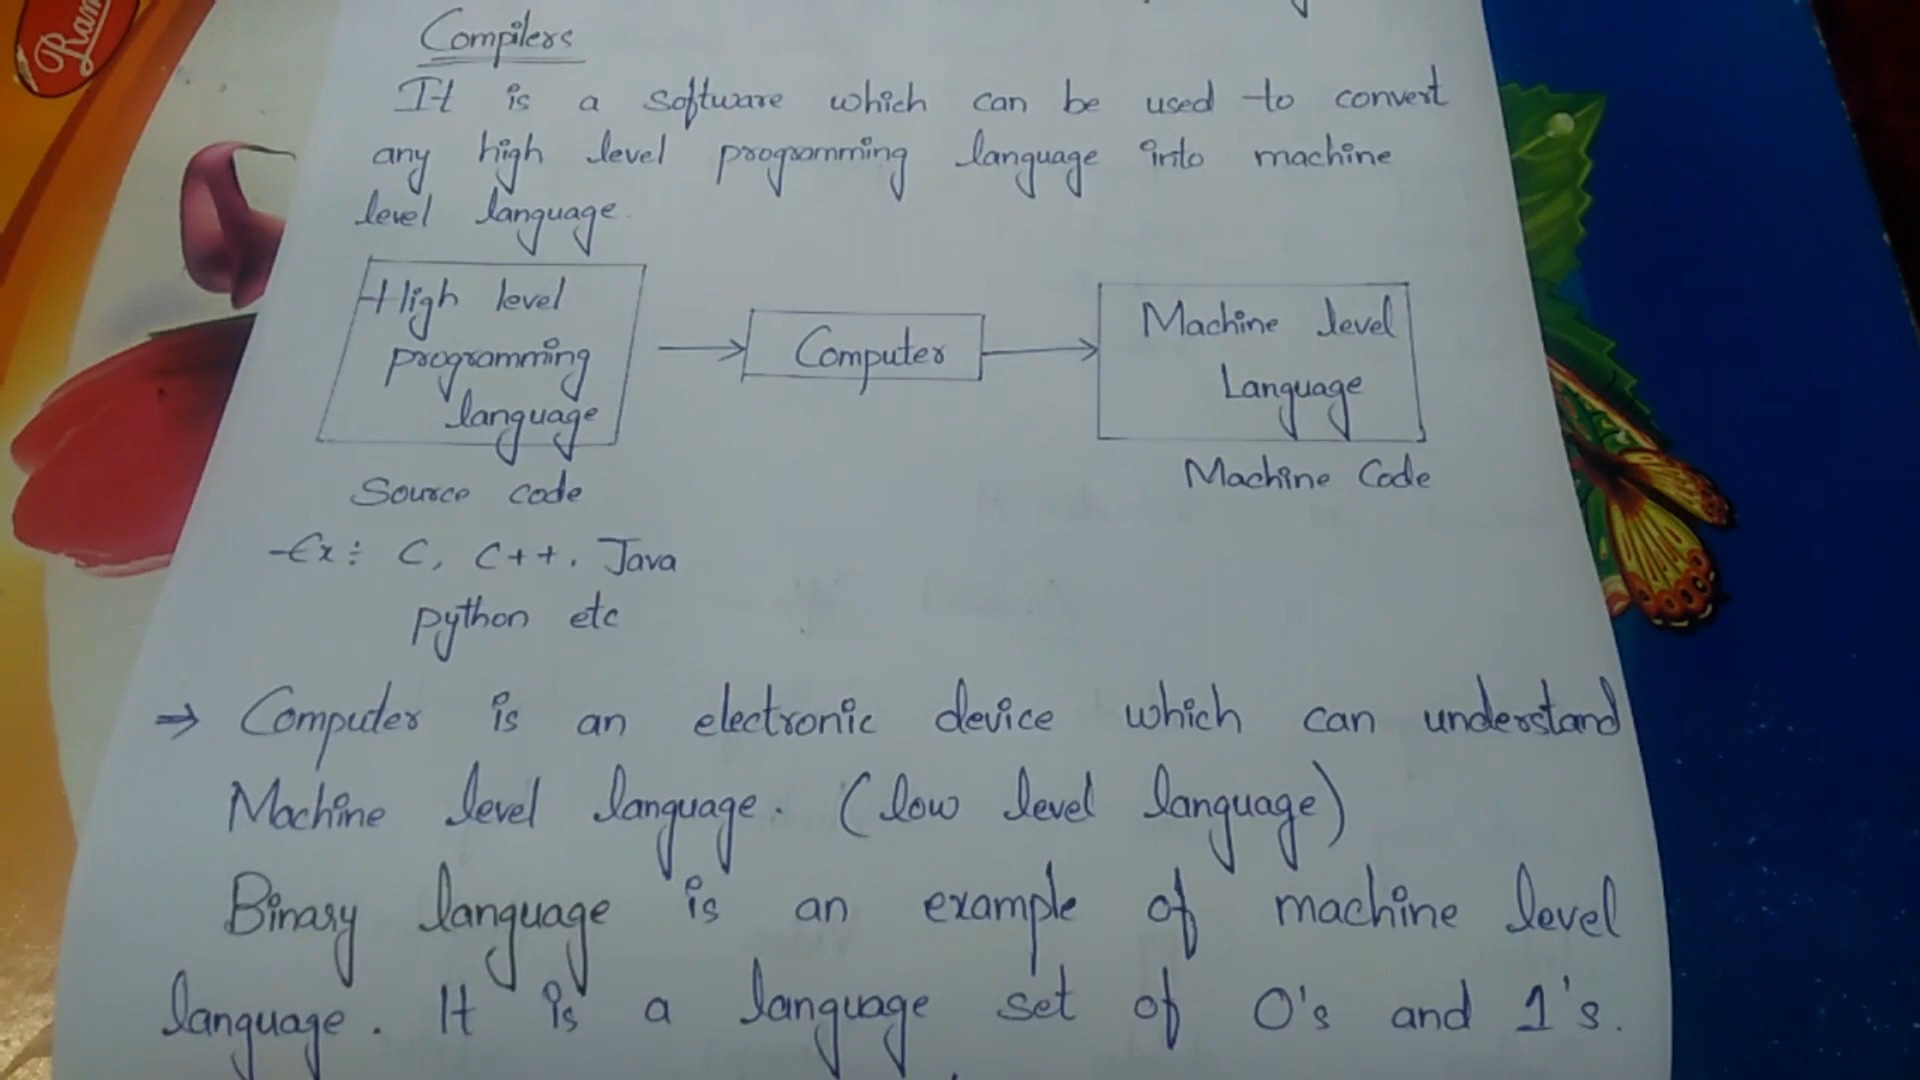 Ram
Compilers
It is a software which can be used to convert
any high level programming language into machine
level language.
High level
programming
language
Computer
Machine level
Language
Source code
Machine Code
Ex : C, C++, Java
python etc
⇒ Computer is an electronic device which can understand
Machine level language. (low level language)
Binary language is an example of machine level
language. It is a language set of 0's and 1's.